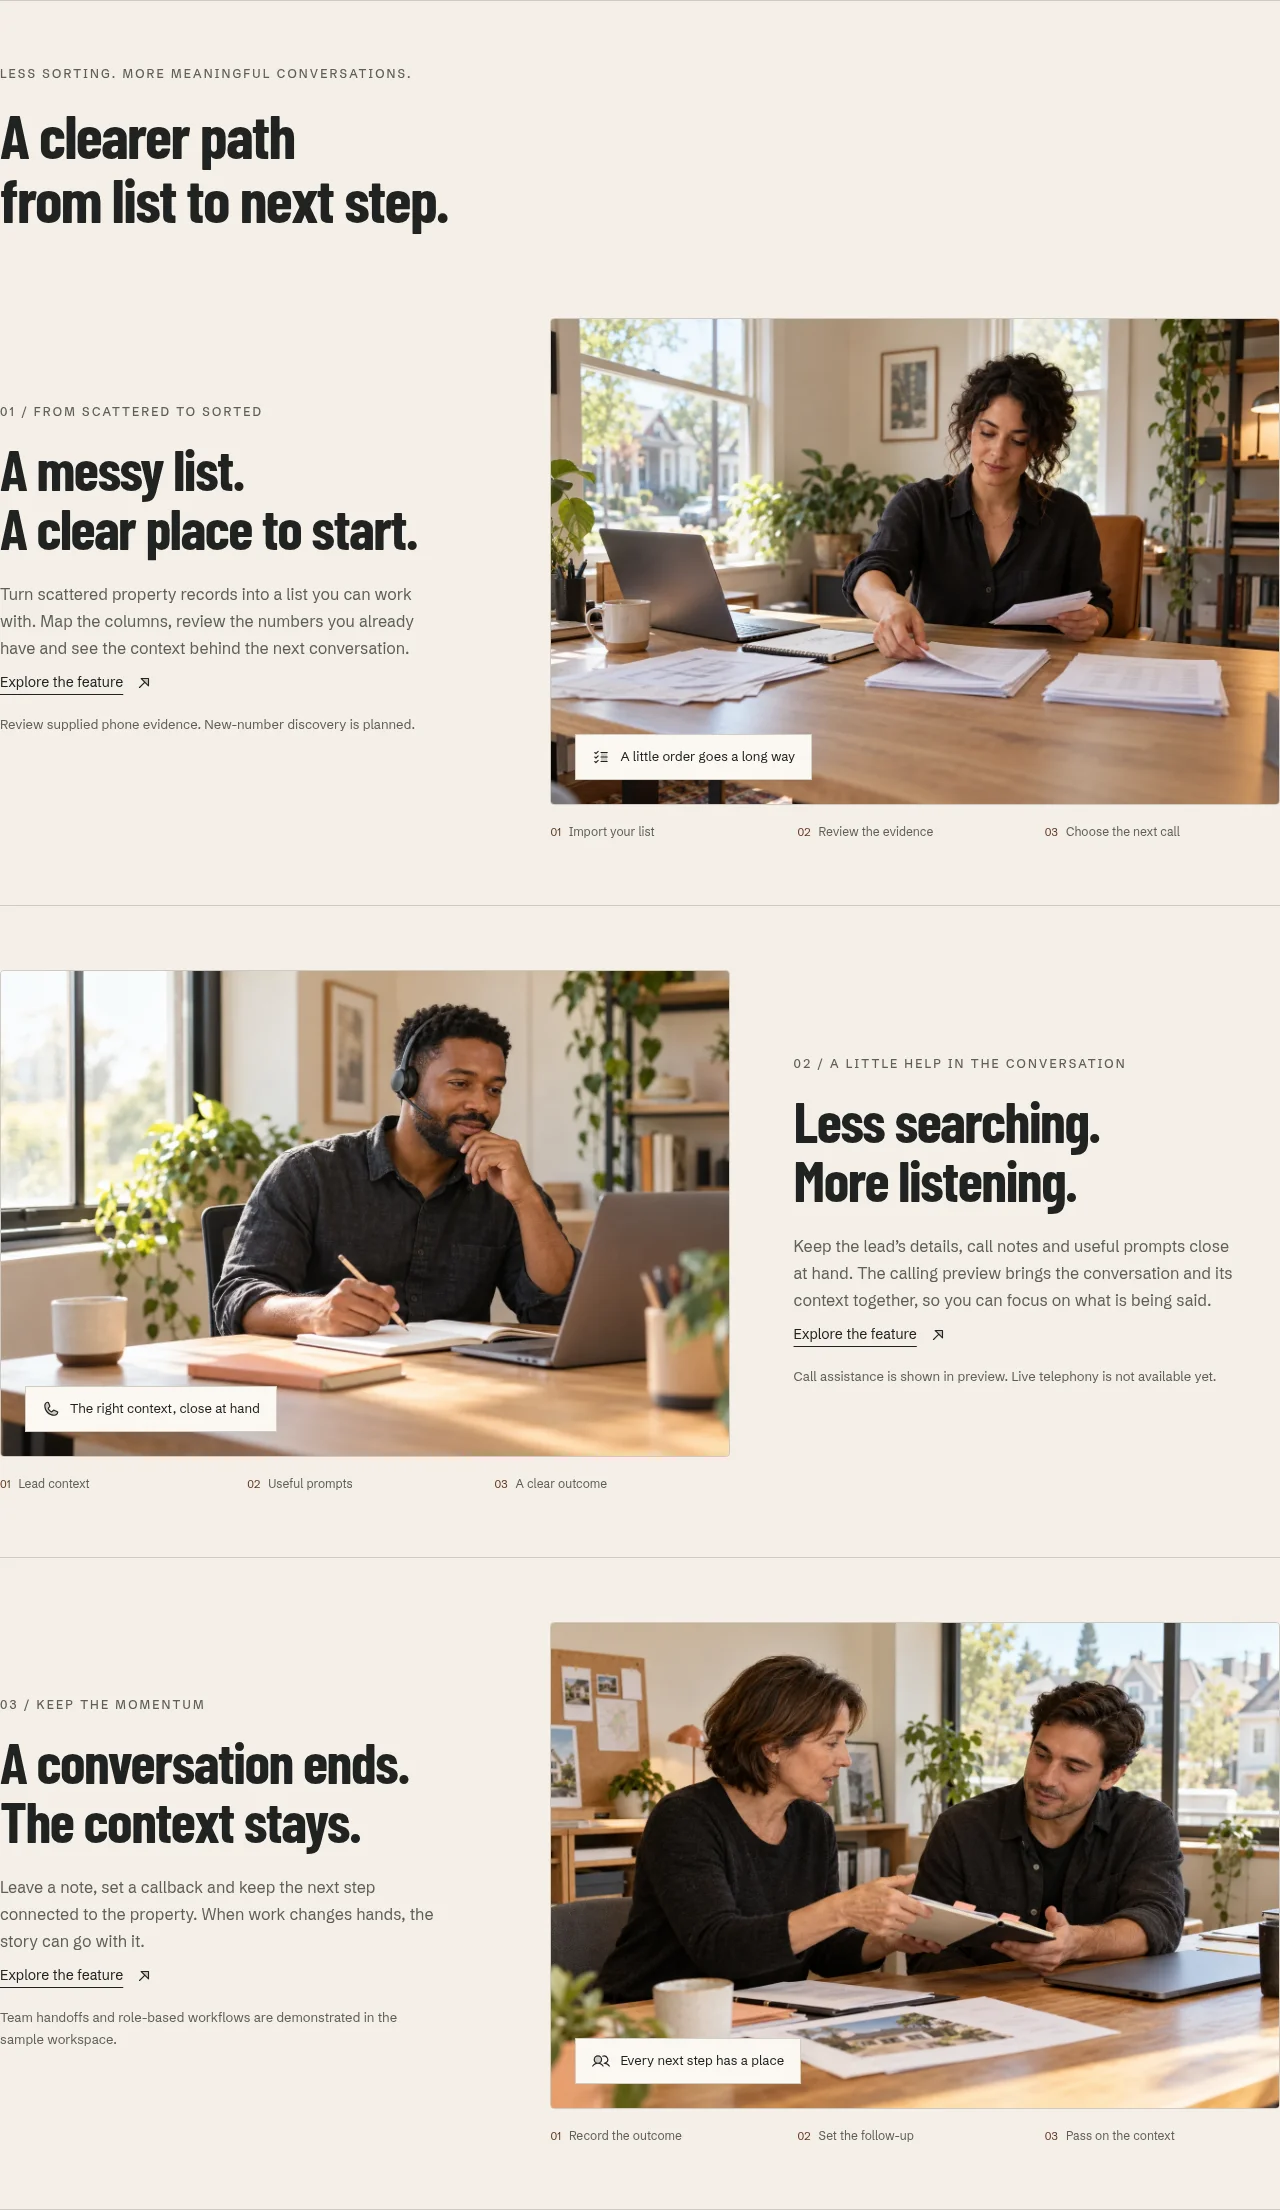 LESS SORTING. MORE MEANINGFUL CONVERSATIONS.
A clearer path
from list to next step.
01 / FROM SCATTERED TO SORTED
A messy list.
A clear place to start.
Turn scattered property records into a list you can work
with. Map the columns, review the numbers you already
have and see the context behind the next conversation.
Explore the feature
Review supplied phone evidence. New-number discovery is planned.
A little order goes a long way
01 Import your list
02 Review the evidence
03 Choose the next call
02 / A LITTLE HELP IN THE CONVERSATION
Less searching.
More listening.
Keep the lead’s details, call notes and useful prompts close
at hand. The calling preview brings the conversation and its
context together, so you can focus on what is being said.
Explore the feature
Call assistance is shown in preview. Live telephony is not available yet.
The right context, close at hand
01 Lead context
02 Useful prompts
03 A clear outcome
03 / KEEP THE MOMENTUM
A conversation ends.
The context stays.
Leave a note, set a callback and keep the next step
connected to the property. When work changes hands, the
story can go with it.
Explore the feature
Team handoffs and role-based workflows are demonstrated in the
sample workspace.
Every next step has a place
01 Record the outcome
02 Set the follow-up
03 Pass on the context